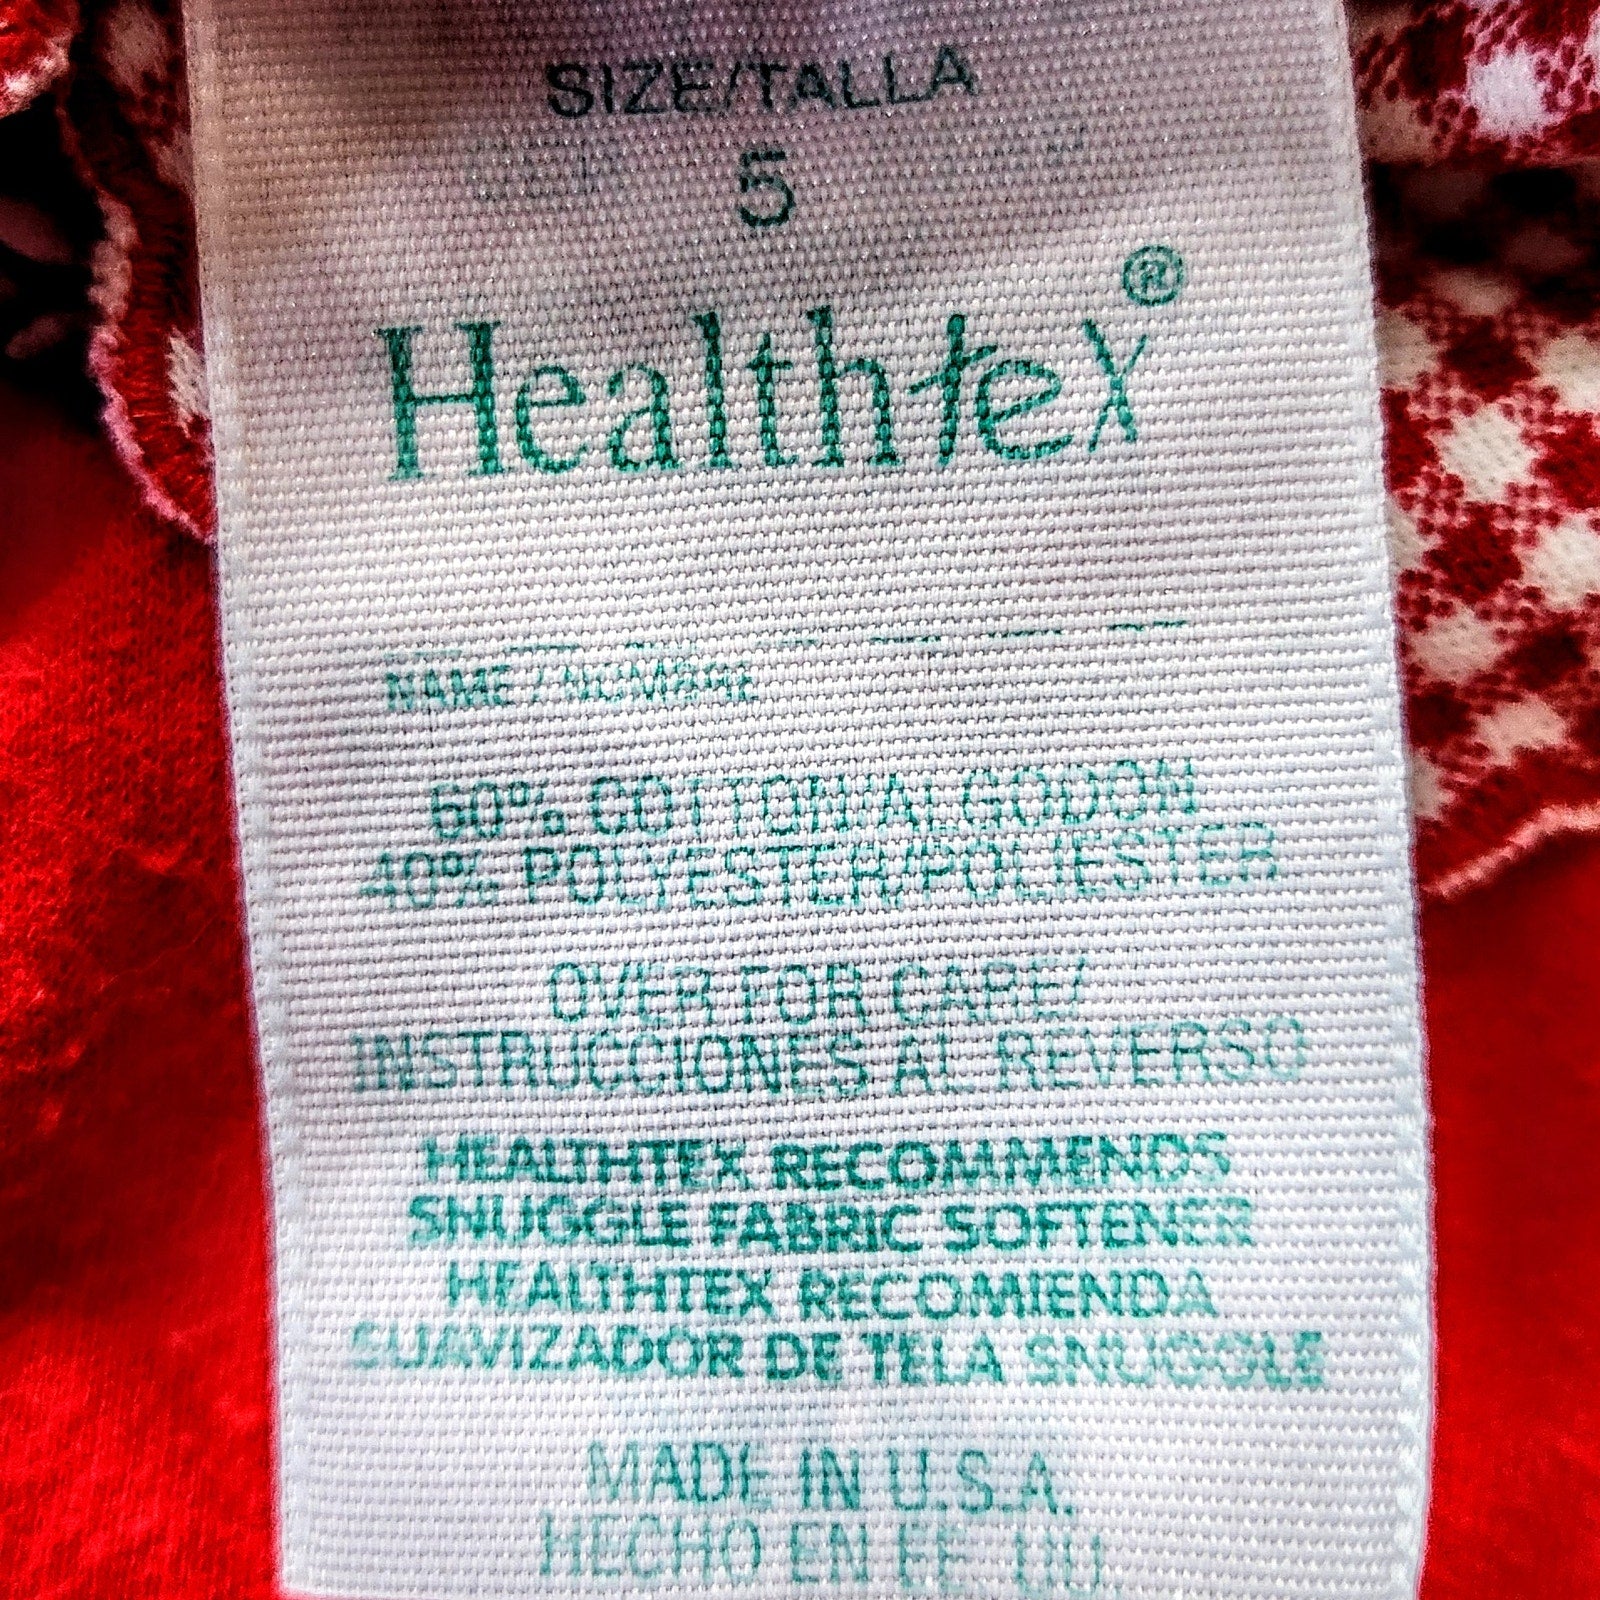 SIZE/TALLA
5
Healthtex®
NAME/NOMBRE
60% COTTON/ALGODON
40% POLYESTER/POLIESTER
OVER FOR CARE/
INSTRUCCIONES AL REVERSO
HEALTHTEX RECOMMENDS
SNUGGLE FABRIC SOFTENER
HEALTHTEX RECOMIENDA
SUAVIZADOR DE TELA SNUGGLE
MADE IN U.S.A.
HECHO EN EE. UU.